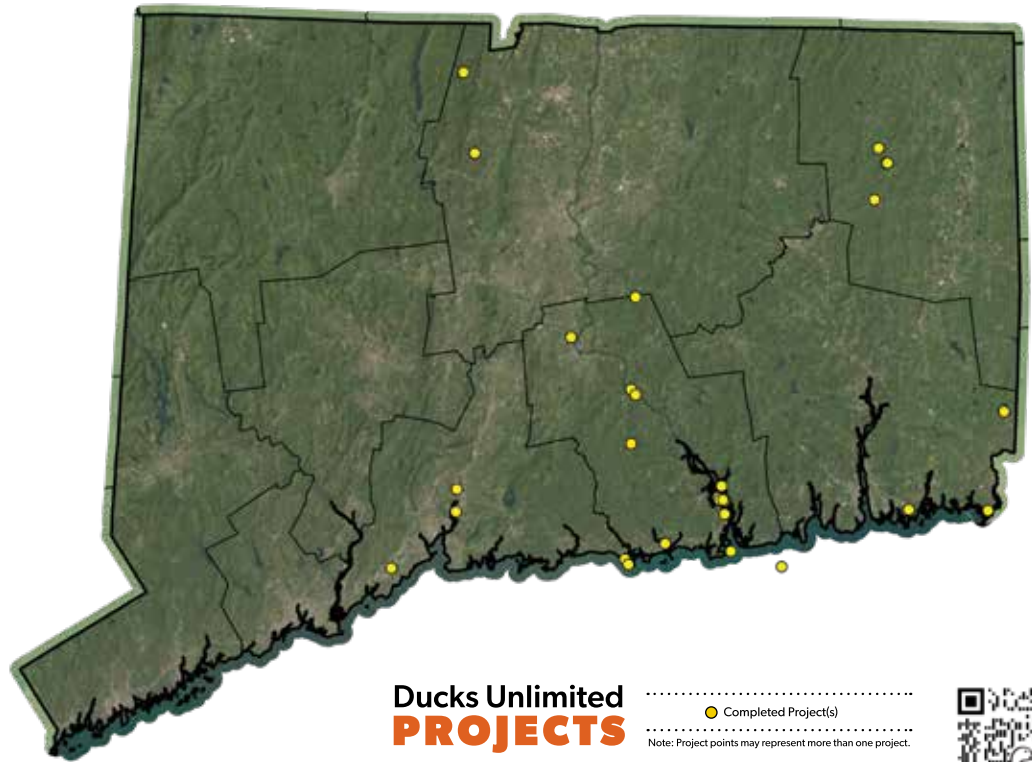 Ducks Unlimited
PROJECTS
Completed Project(s)
Note: Project points may represent more than one project.